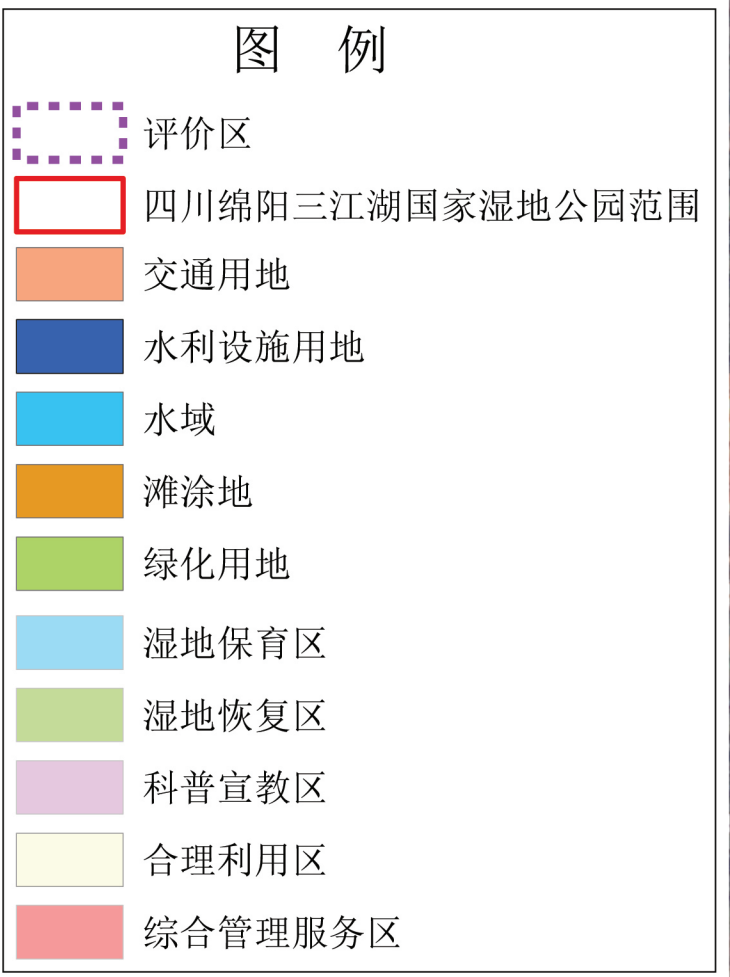 图 例
评价区
四川绵阳三江湖国家湿地公园范围
交通用地
水利设施用地
水域
滩涂地
绿化用地
湿地保育区
湿地恢复区
科普宣教区
合理利用区
综合管理服务区